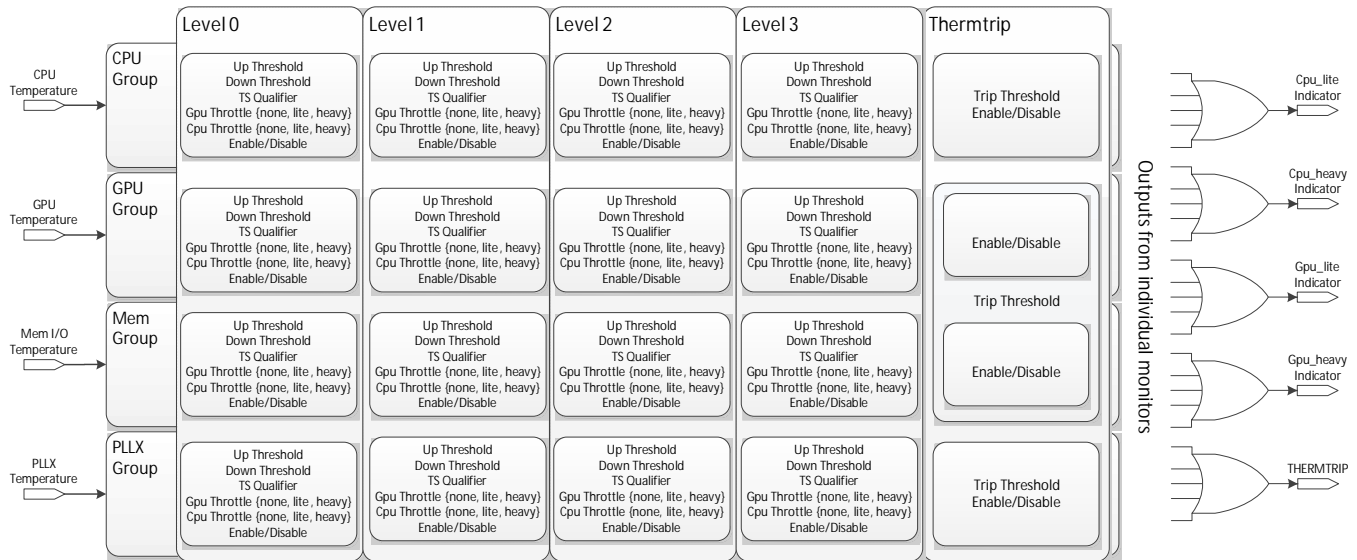 Level 0
Level 1
Level 2
Level 3
Thermtrip
CPU
Temperature
CPU
Group
Up Threshold
Down Threshold
TS Qualifier
Gpu Throttle {none, lite, heavy}
Cpu Throttle {none, lite, heavy}
Enable/Disable
Up Threshold
Down Threshold
TS Qualifier
Gpu Throttle {none, lite, heavy}
Cpu Throttle {none, lite, heavy}
Enable/Disable
Up Threshold
Down Threshold
TS Qualifier
Gpu Throttle {none, lite, heavy}
Cpu Throttle {none, lite, heavy}
Enable/Disable
Up Threshold
Down Threshold
TS Qualifier
Gpu Throttle {none, lite, heavy}
Cpu Throttle {none, lite, heavy}
Enable/Disable
Trip Threshold
Enable/Disable
GPU
Temperature
GPU
Group
Up Threshold
Down Threshold
TS Qualifier
Gpu Throttle {none, lite, heavy}
Cpu Throttle {none, lite, heavy}
Enable/Disable
Up Threshold
Down Threshold
TS Qualifier
Gpu Throttle {none, lite, heavy}
Cpu Throttle {none, lite, heavy}
Enable/Disable
Up Threshold
Down Threshold
TS Qualifier
Gpu Throttle {none, lite, heavy}
Cpu Throttle {none, lite, heavy}
Enable/Disable
Up Threshold
Down Threshold
TS Qualifier
Gpu Throttle {none, lite, heavy}
Cpu Throttle {none, lite, heavy}
Enable/Disable
Enable/Disable
Trip Threshold
Mem I/O
Temperature
Mem
Group
Up Threshold
Down Threshold
TS Qualifier
Gpu Throttle {none, lite, heavy}
Cpu Throttle {none, lite, heavy}
Enable/Disable
Up Threshold
Down Threshold
TS Qualifier
Gpu Throttle {none, lite, heavy}
Cpu Throttle {none, lite, heavy}
Enable/Disable
Up Threshold
Down Threshold
TS Qualifier
Gpu Throttle {none, lite, heavy}
Cpu Throttle {none, lite, heavy}
Enable/Disable
Up Threshold
Down Threshold
TS Qualifier
Gpu Throttle {none, lite, heavy}
Cpu Throttle {none, lite, heavy}
Enable/Disable
Enable/Disable
PLLX
Temperature
PLLX
Group
Up Threshold
Down Threshold
TS Qualifier
Gpu Throttle {none, lite, heavy}
Cpu Throttle {none, lite, heavy}
Enable/Disable
Up Threshold
Down Threshold
TS Qualifier
Gpu Throttle {none, lite, heavy}
Cpu Throttle {none, lite, heavy}
Enable/Disable
Up Threshold
Down Threshold
TS Qualifier
Gpu Throttle {none, lite, heavy}
Cpu Throttle {none, lite, heavy}
Enable/Disable
Up Threshold
Down Threshold
TS Qualifier
Gpu Throttle {none, lite, heavy}
Cpu Throttle {none, lite, heavy}
Enable/Disable
Trip Threshold
Enable/Disable
Outputs from individual monitors
Cpu_lite
Indicator
Cpu_heavy
Indicator
Gpu_lite
Indicator
Gpu_heavy
Indicator
THERMTRIP